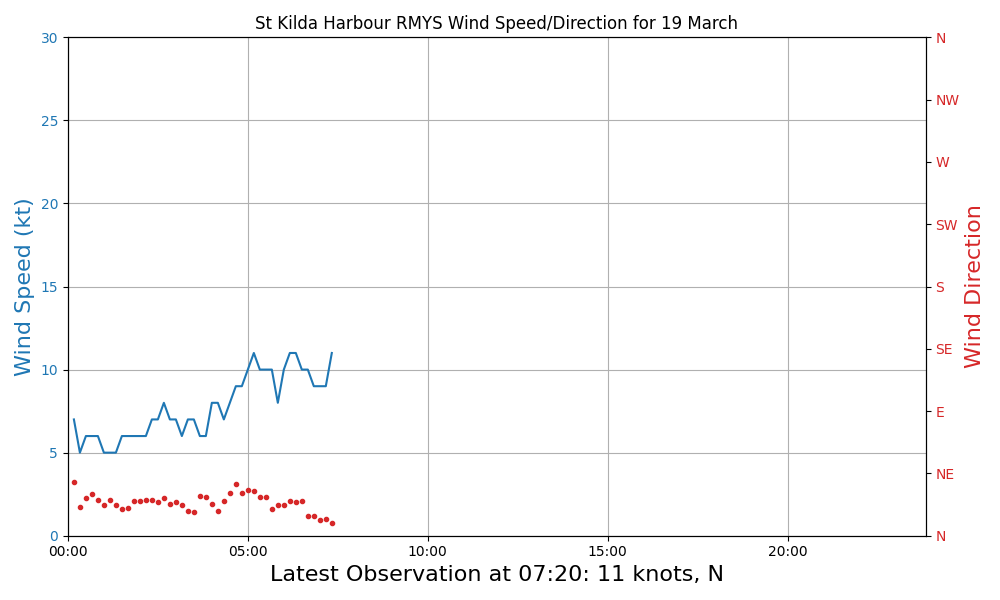 St Kilda Harbour RMYS Wind Speed/Direction for 19 March
30
25
20
15
10
5
0
Wind Speed (kt)
N
NW
W
SW
S
SE
E
NE
N
Wind Direction
00:00 05:00 10:00 15:00 20:00
Latest Observation at 07:20: 11 knots, N